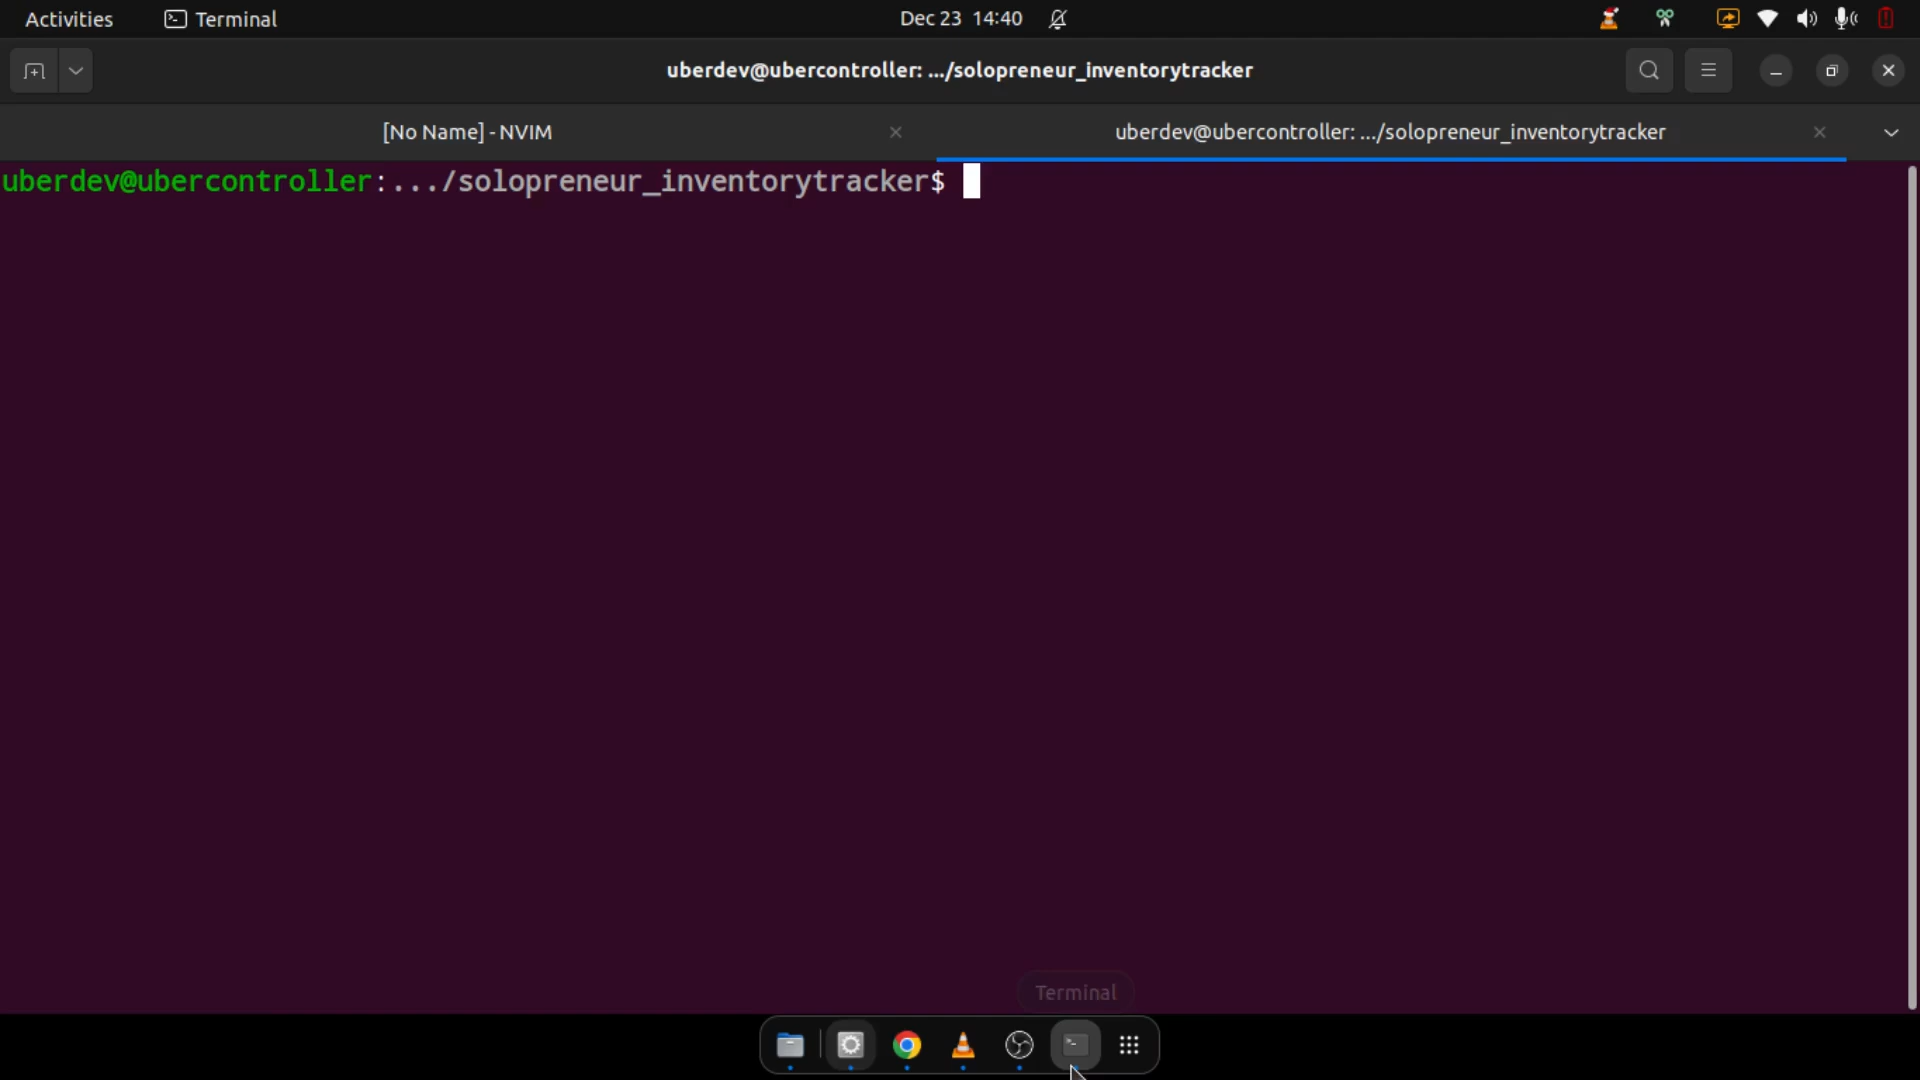 Activities Terminal Dec 23 14:40
uberdev@ubercontroller: .../solopreneur_inventorytracker
[No Name] - NVIM uberdev@ubercontroller: .../solopreneur_inventorytracker
uberdev@ubercontroller:.../solopreneur_inventorytracker$
Terminal